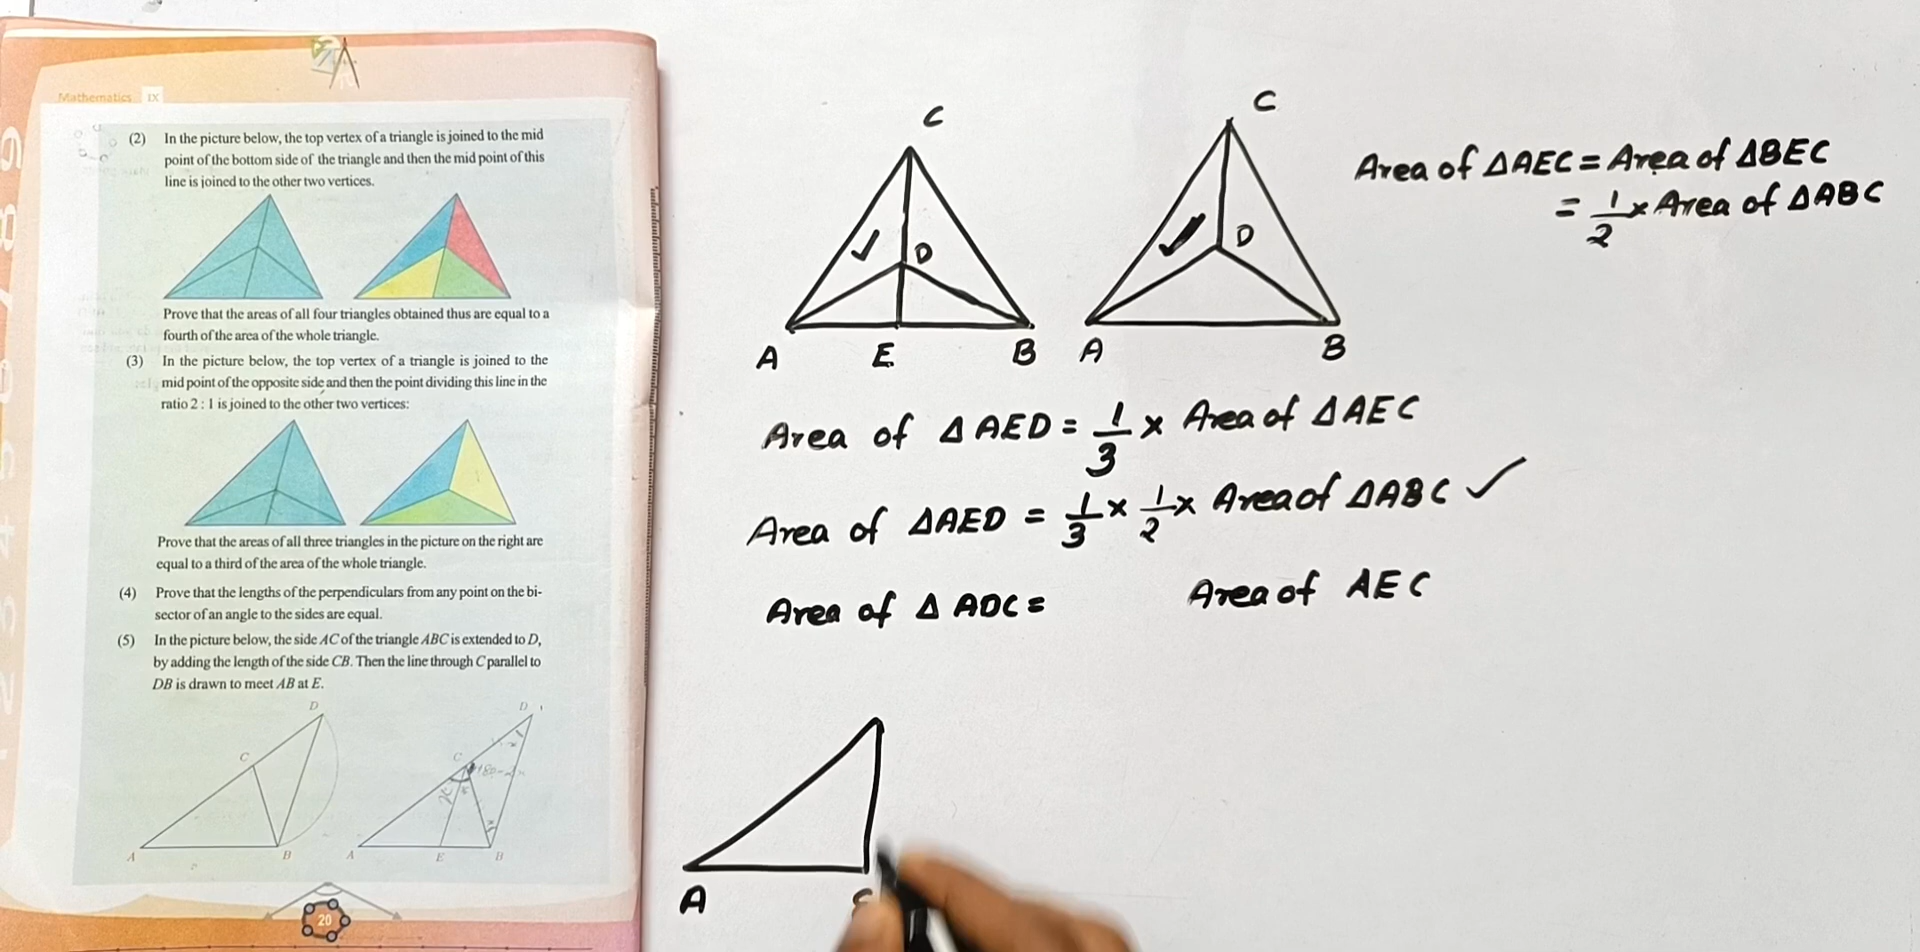 Mathematics IX
(2) In the picture below, the top vertex of a triangle is joined to the mid
point of the bottom side of the triangle and then the mid point of this
line is joined to the other two vertices.
Prove that the areas of all four triangles obtained thus are equal to a
fourth of the area of the whole triangle.
(3) In the picture below, the top vertex of a triangle is joined to the
mid point of the opposite side and then the point dividing this line in the
ratio 2 : 1 is joined to the other two vertices:
Prove that the areas of all three triangles in the picture on the right are
equal to a third of the area of the whole triangle.
(4) Prove that the lengths of the perpendiculars from any point on the bi-
sector of an angle to the sides are equal.
(5) In the picture below, the side AC of the triangle ABC is extended to D,
by adding the length of the side CB. Then the line through C parallel to
DB is drawn to meet AB at E.
D
C
A B
D
C
A E B
20
C
D
A E B
C
D
A B
Area of ΔAEC = Area of ΔBEC
= 1/2 × Area of ΔABC
Area of ΔAED = 1/3 × Area of ΔAEC
Area of ΔAED = 1/3 × 1/2 × Area of ΔABC ✓
Area of Δ ADC = Area of AEC
A